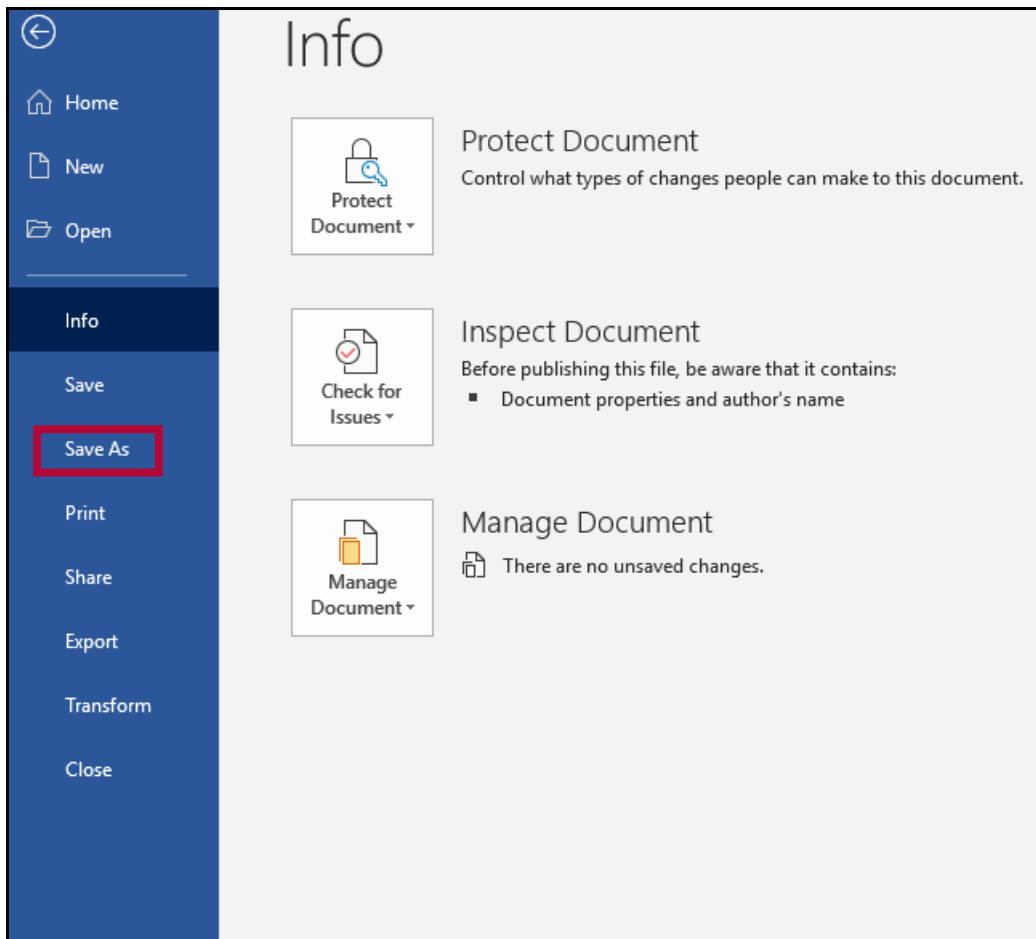 Home
New
Open
Info
Save
Save As
Print
Share
Export
Transform
Close
Info
Protect
Document
Protect Document
Control what types of changes people can make to this document.
Check for
Issues
Inspect Document
Before publishing this file, be aware that it contains:
▪ Document properties and author's name
Manage
Document
Manage Document
There are no unsaved changes.